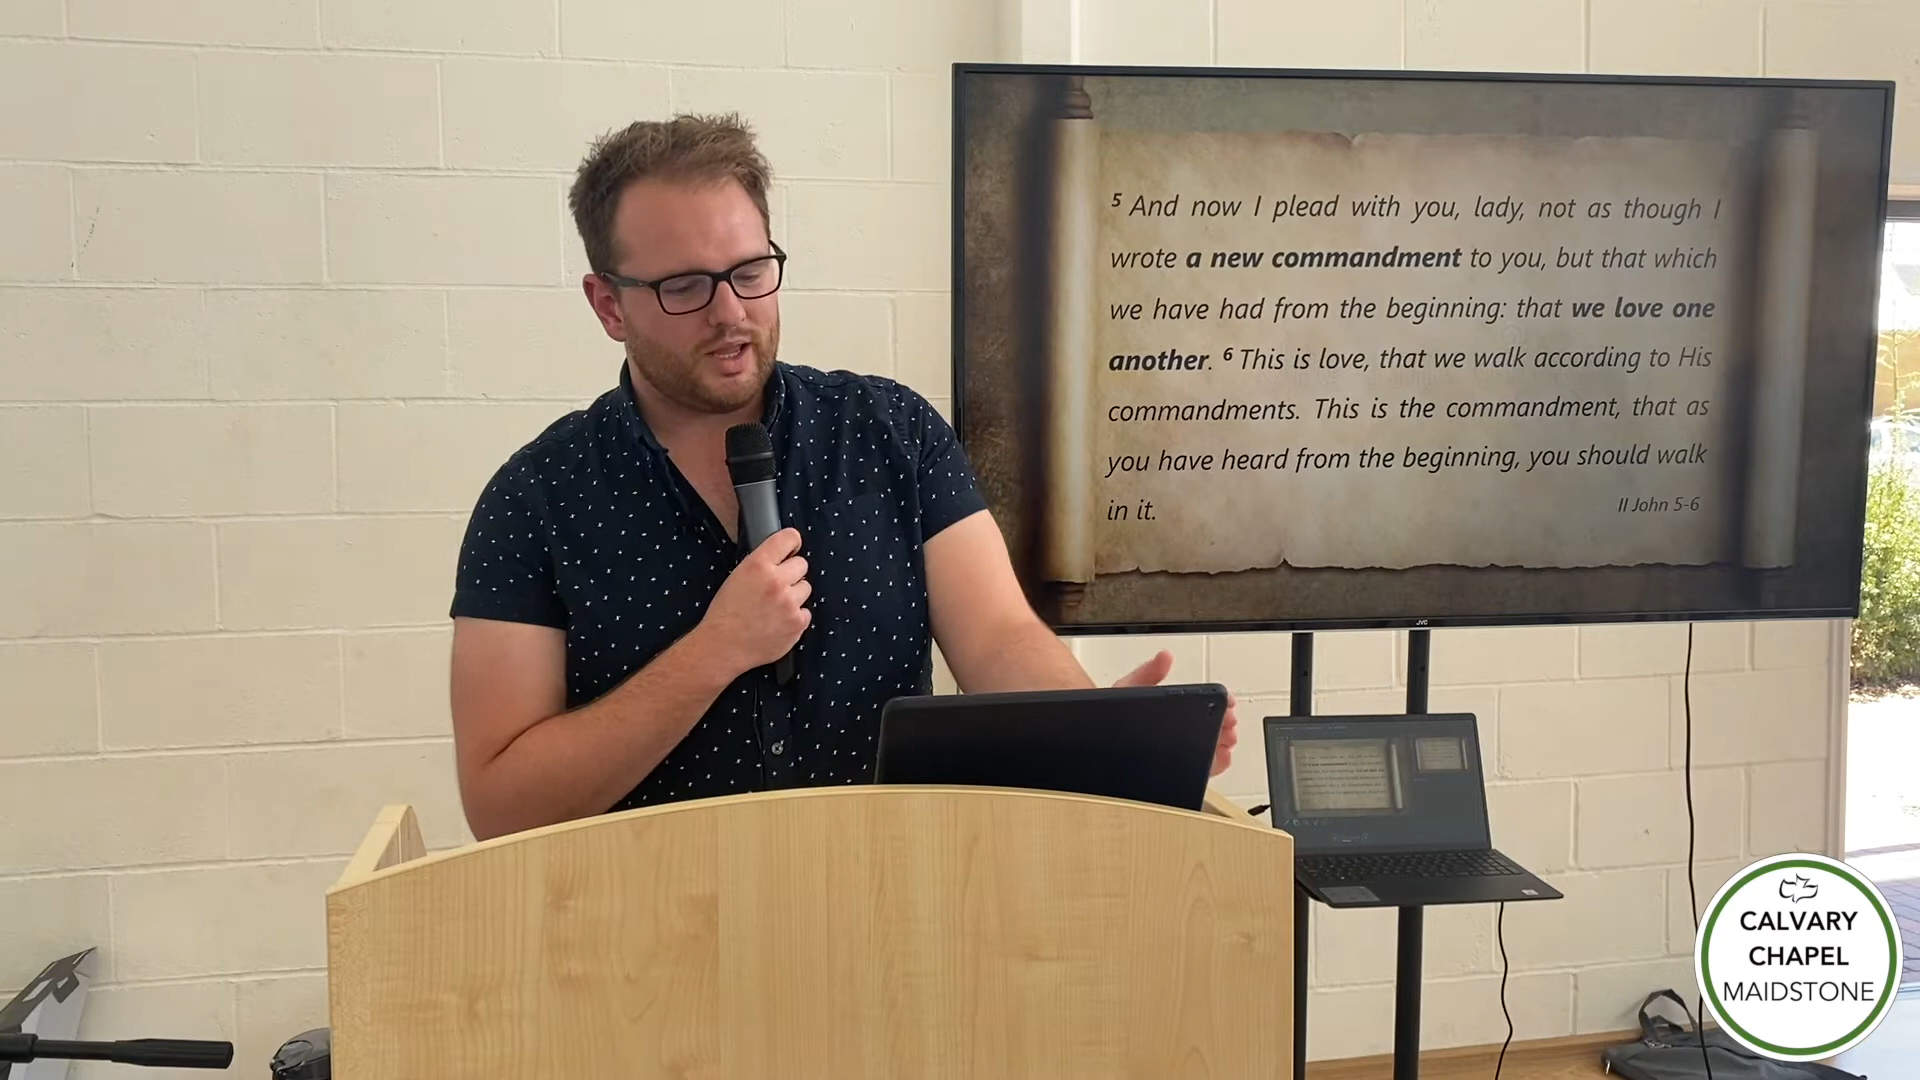 5 And now I plead with you, lady, not as though I
wrote a new commandment to you, but that which
we have had from the beginning: that we love one
another. 6 This is love, that we walk according to His
commandments. This is the commandment, that as
you have heard from the beginning, you should walk
in it.
II John 5-6
JVC
CALVARY
CHAPEL
MAIDSTONE